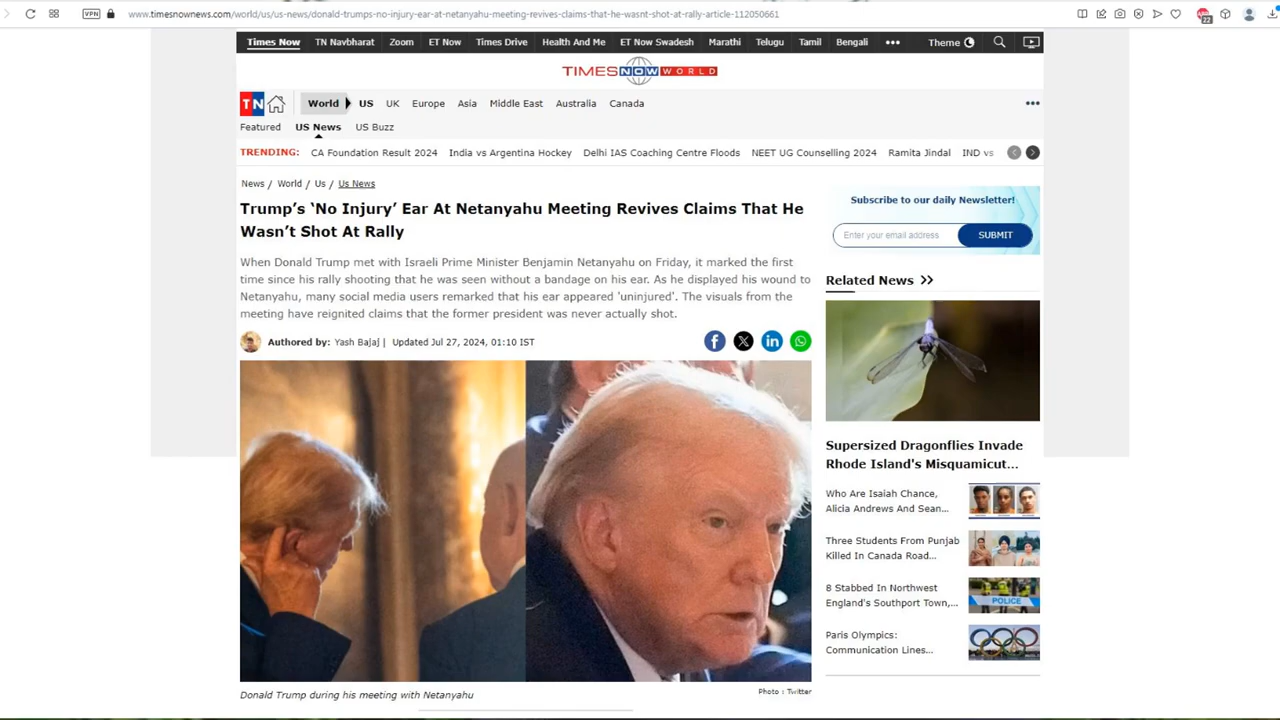 VPN
www.timesnownews.com/world/us/us-news/donald-trumps-no-injury-ear-at-netanyahu-meeting-revives-claims-that-he-wasnt-shot-at-rally-article-112050661
22
Times Now TN Navbharat Zoom ET Now Times Drive Health And Me ET Now Swadesh Marathi Telugu Tamil Bengali ••• Theme
TIMES NOW WORLD
TN World US UK Europe Asia Middle East Australia Canada •••
Featured US News US Buzz
TRENDING: CA Foundation Result 2024 India vs Argentina Hockey Delhi IAS Coaching Centre Floods NEET UG Counselling 2024 Ramita Jindal IND vs
News / World / Us / Us News
Trump’s ‘No Injury’ Ear At Netanyahu Meeting Revives Claims That He
Wasn’t Shot At Rally
When Donald Trump met with Israeli Prime Minister Benjamin Netanyahu on Friday, it marked the first
time since his rally shooting that he was seen without a bandage on his ear. As he displayed his wound to
Netanyahu, many social media users remarked that his ear appeared 'uninjured'. The visuals from the
meeting have reignited claims that the former president was never actually shot.
Authored by: Yash Bajaj | Updated Jul 27, 2024, 01:10 IST
Donald Trump during his meeting with Netanyahu
Photo : Twitter
Subscribe to our daily Newsletter!
Enter your email address SUBMIT
Related News >>
Supersized Dragonflies Invade
Rhode Island's Misquamicut...
Who Are Isaiah Chance,
Alicia Andrews And Sean...
Three Students From Punjab
Killed In Canada Road...
8 Stabbed In Northwest
England's Southport Town,...
POLICE
Paris Olympics:
Communication Lines...